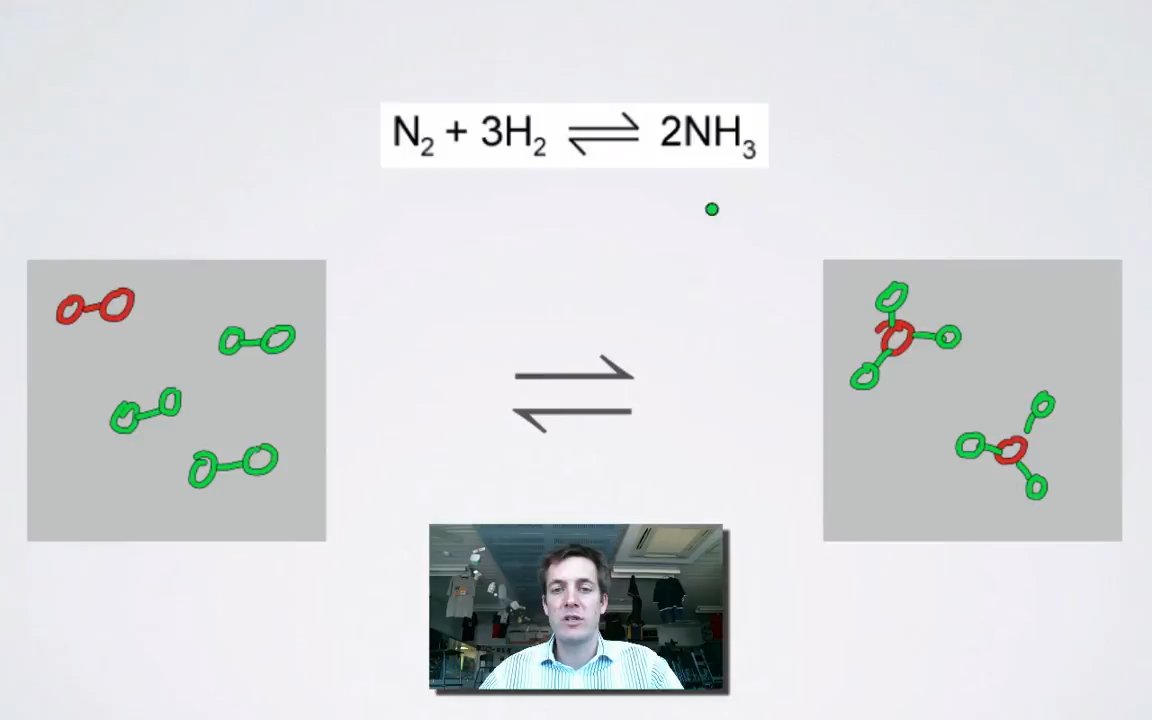 N₂ + 3H₂ ⇌ 2NH₃